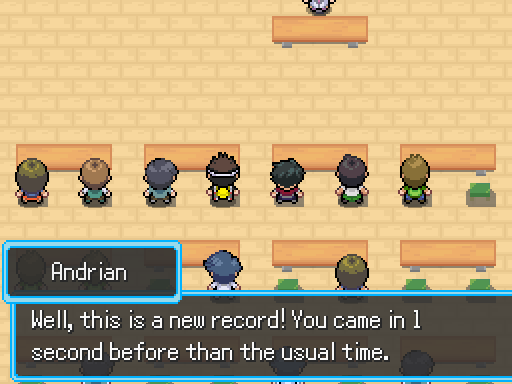 Andrian
Well, this is a new record! You came in 1
second before than the usual time.